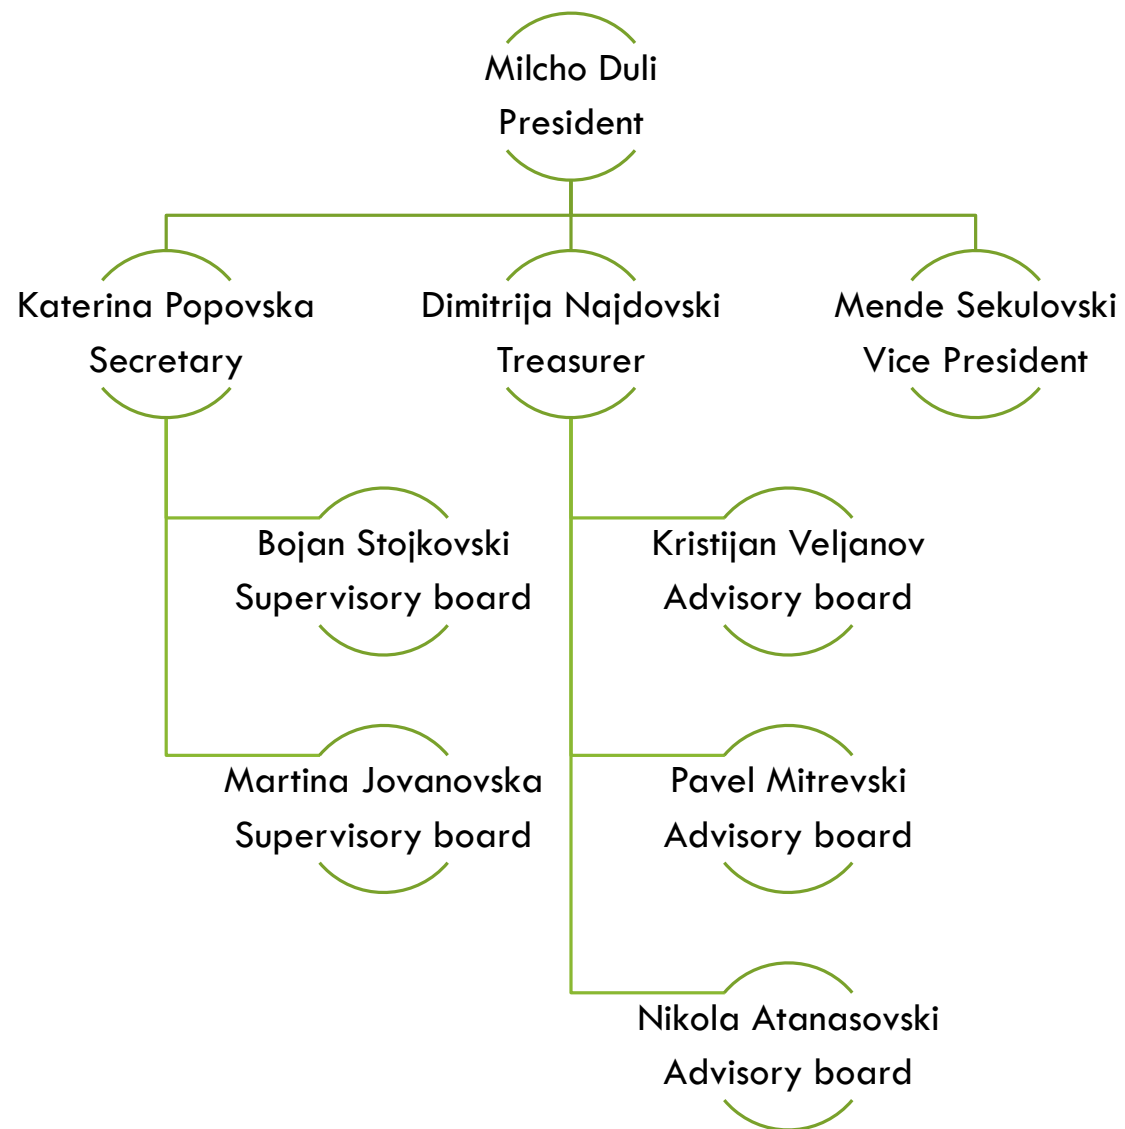 Milcho Duli
President
Katerina Popovska
Secretary
Dimitrija Najdovski
Treasurer
Mende Sekulovski
Vice President
Bojan Stojkovski
Supervisory board
Martina Jovanovska
Supervisory board
Kristijan Veljanov
Advisory board
Pavel Mitrevski
Advisory board
Nikola Atanasovski
Advisory board